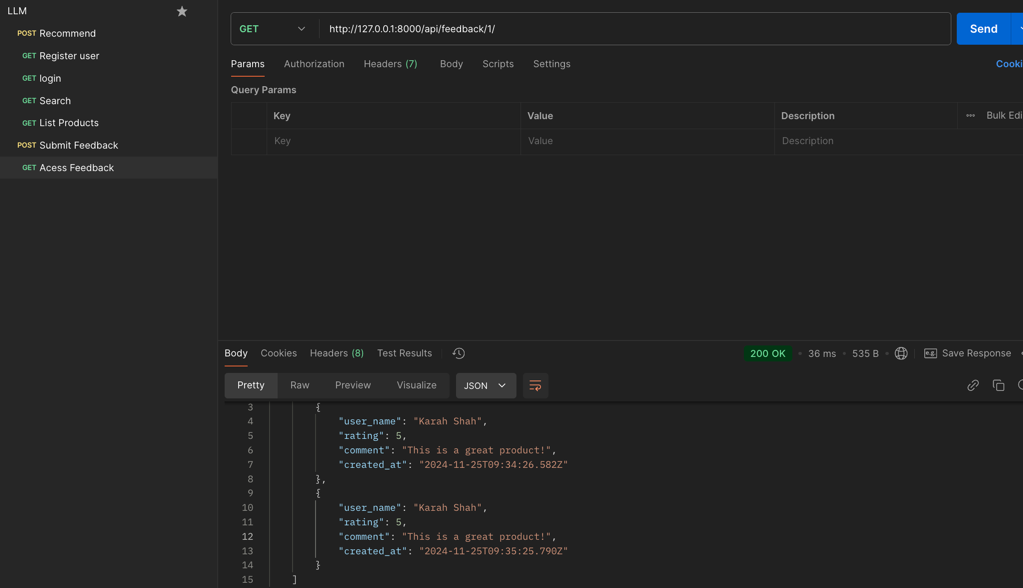 LLM
POST Recommend
GET Register user
GET login
GET Search
GET List Products
POST Submit Feedback
GET Acess Feedback
GET http://127.0.0.1:8000/api/feedback/1/ Send
Params Authorization Headers (7) Body Scripts Settings Cooki
Query Params
Key Value Description Bulk Edi
Key Value Description
Body Cookies Headers (8) Test Results 200 OK 36 ms 535 B e.g. Save Response
Pretty Raw Preview Visualize JSON
3 {
4 "user_name": "Karah Shah",
5 "rating": 5,
6 "comment": "This is a great product!",
7 "created_at": "2024-11-25T09:34:26.582Z"
8 },
9 {
10 "user_name": "Karah Shah",
11 "rating": 5,
12 "comment": "This is a great product!",
13 "created_at": "2024-11-25T09:35:25.790Z"
14 }
15 ]